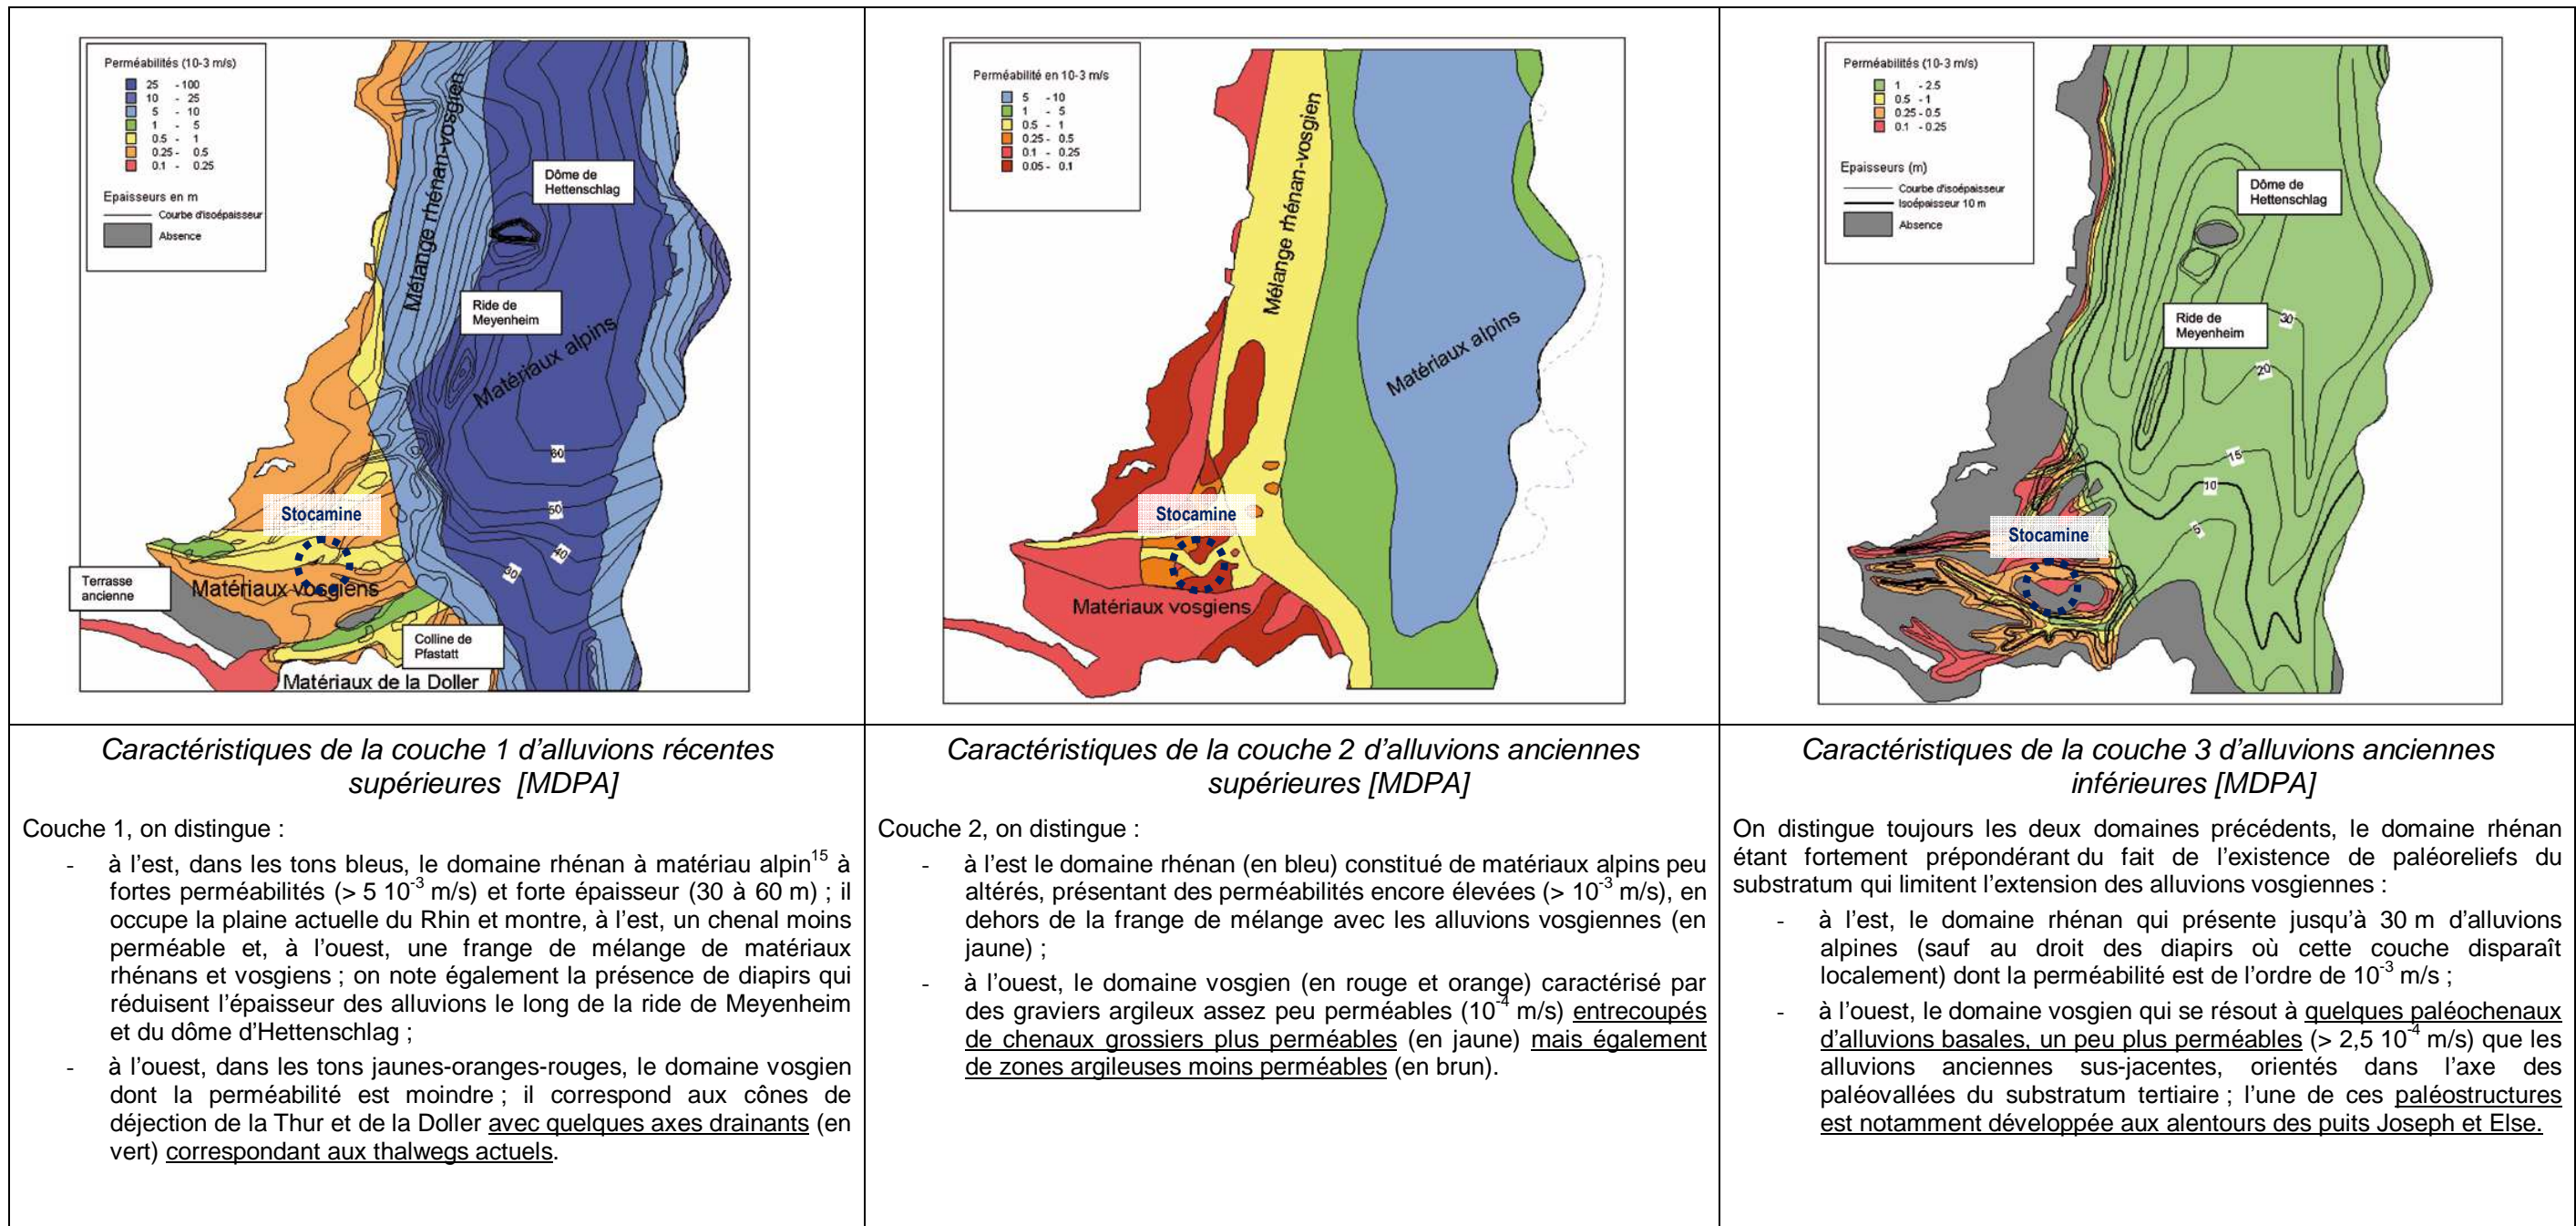 Perméabilités (10-3 m/s)
25 -100
10 - 25
5 - 10
1 - 5
0.5 - 1
0.25 - 0.5
0.1 - 0.25
Epaisseurs en m
Courbe d'isoépaisseur
Absence
Mélange rhénan-vosgien
Dôme de
Hettenschlag
Ride de
Meyenheim
Matériaux alpins
60
50
40
30
Stocamine
Terrasse
ancienne
Matériaux vosgiens
Colline de
Pfastatt
Matériaux de la Doller
Perméabilité en 10-3 m/s
5 -10
1 - 5
0.5 - 1
0.25 - 0.5
0.1 - 0.25
0.05 - 0.1
Mélange rhénan-vosgien
Matériaux alpins
Stocamine
Matériaux vosgiens
Perméabilités (10-3 m/s)
1 - 2.5
0.5 - 1
0.25 - 0.5
0.1 - 0.25
Epaisseurs (m)
Courbe d'isoépaisseur
Isoépaisseur 10 m
Absence
Dôme de
Hettenschlag
Ride de
Meyenheim
30
20
15
10
5
Stocamine
Caractéristiques de la couche 1 d'alluvions récentes
supérieures [MDPA]
Couche 1, on distingue :
- à l'est, dans les tons bleus, le domaine rhénan à matériau alpin15 à
fortes perméabilités (> 5 10-3 m/s) et forte épaisseur (30 à 60 m) ; il
occupe la plaine actuelle du Rhin et montre, à l'est, un chenal moins
perméable et, à l'ouest, une frange de mélange de matériaux
rhénans et vosgiens ; on note également la présence de diapirs qui
réduisent l'épaisseur des alluvions le long de la ride de Meyenheim
et du dôme d'Hettenschlag ;
- à l'ouest, dans les tons jaunes-oranges-rouges, le domaine vosgien
dont la perméabilité est moindre ; il correspond aux cônes de
déjection de la Thur et de la Doller avec quelques axes drainants (en
vert) correspondant aux thalwegs actuels.
Caractéristiques de la couche 2 d'alluvions anciennes
supérieures [MDPA]
Couche 2, on distingue :
- à l'est le domaine rhénan (en bleu) constitué de matériaux alpins peu
altérés, présentant des perméabilités encore élevées (> 10-3 m/s), en
dehors de la frange de mélange avec les alluvions vosgiennes (en
jaune) ;
- à l'ouest, le domaine vosgien (en rouge et orange) caractérisé par
des graviers argileux assez peu perméables (10-4 m/s) entrecoupés
de chenaux grossiers plus perméables (en jaune) mais également
de zones argileuses moins perméables (en brun).
Caractéristiques de la couche 3 d'alluvions anciennes
inférieures [MDPA]
On distingue toujours les deux domaines précédents, le domaine rhénan
étant fortement prépondérant du fait de l'existence de paléoreliefs du
substratum qui limitent l'extension des alluvions vosgiennes :
- à l'est, le domaine rhénan qui présente jusqu'à 30 m d'alluvions
alpines (sauf au droit des diapirs où cette couche disparaît
localement) dont la perméabilité est de l'ordre de 10-3 m/s ;
- à l'ouest, le domaine vosgien qui se résout à quelques paléochenaux
d'alluvions basales, un peu plus perméables (> 2,5 10-4 m/s) que les
alluvions anciennes sus-jacentes, orientés dans l'axe des
paléovallées du substratum tertiaire ; l'une de ces paléostructures
est notamment développée aux alentours des puits Joseph et Else.